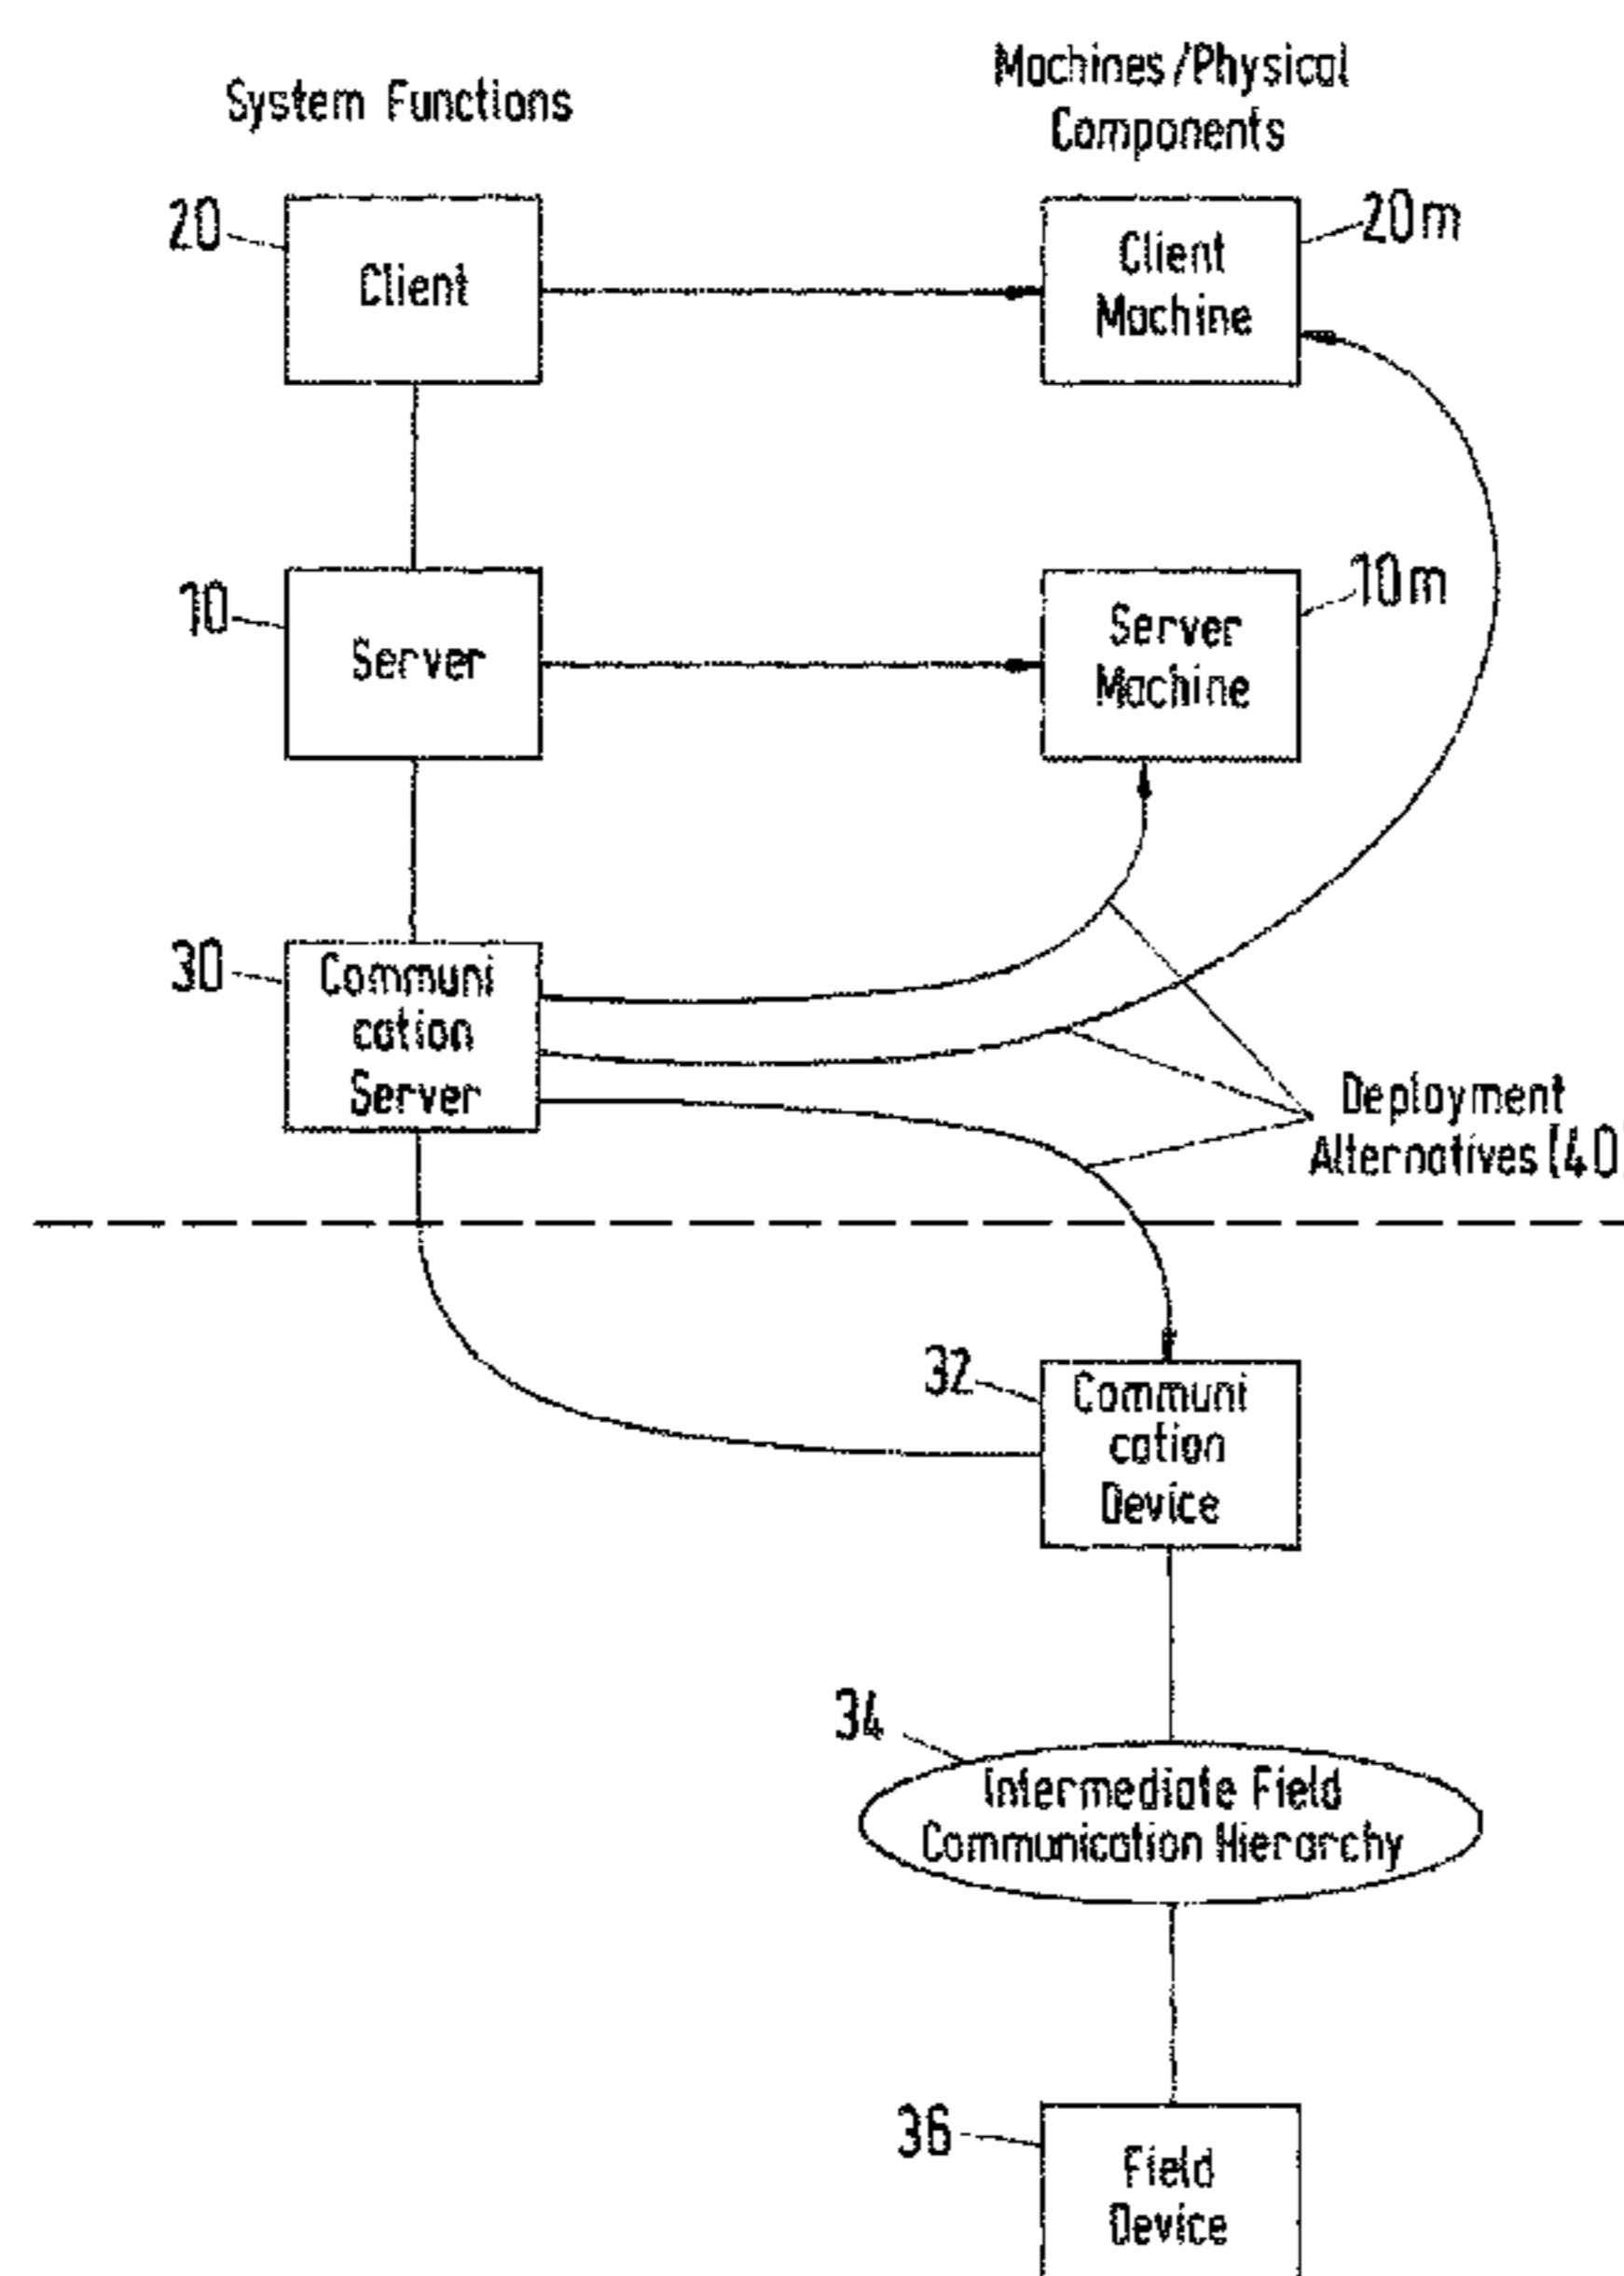 System Functions
Machines/Physical
Components
20
Client
Client
Machine
20m
10
Server
Server
Machine
10m
30
Communi
cation
Server
Deployment
Alternatives (40)
32
Communi
cation
Device
34
Intermediate Field
Communication Hierarchy
36
Field
Device